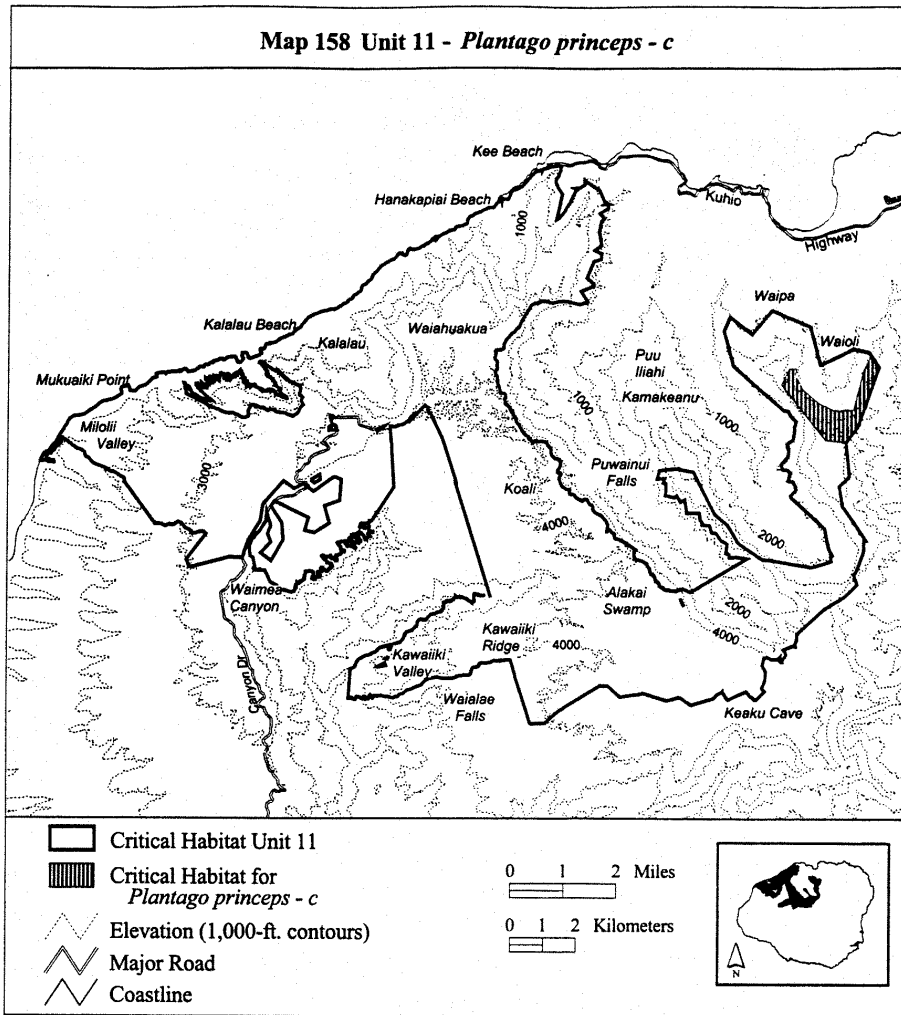 Map 158 Unit 11 - Plantago princeps - c
Kee Beach
Hanakapiai Beach
1000
Kuhio
Highway
Kalalau Beach
Kalalau
Waiahuakua
Waipa
Waioli
Mukuaiki Point
Puu
Iliahi
Kamakeanu
1000
1000
Milolii
Valley
3000
Koali
Puwainui
Falls
4000
2000
Waimea
Canyon
Alakai
Swamp
2000
4000
Kawaiiki
Valley
Kawaiiki
Ridge
4000
Waialae
Falls
Canyon Dr
Keaku Cave
Critical Habitat Unit 11
Critical Habitat for
Plantago princeps - c
Elevation (1,000-ft. contours)
Major Road
Coastline
0 1 2 Miles
0 1 2 Kilometers
N